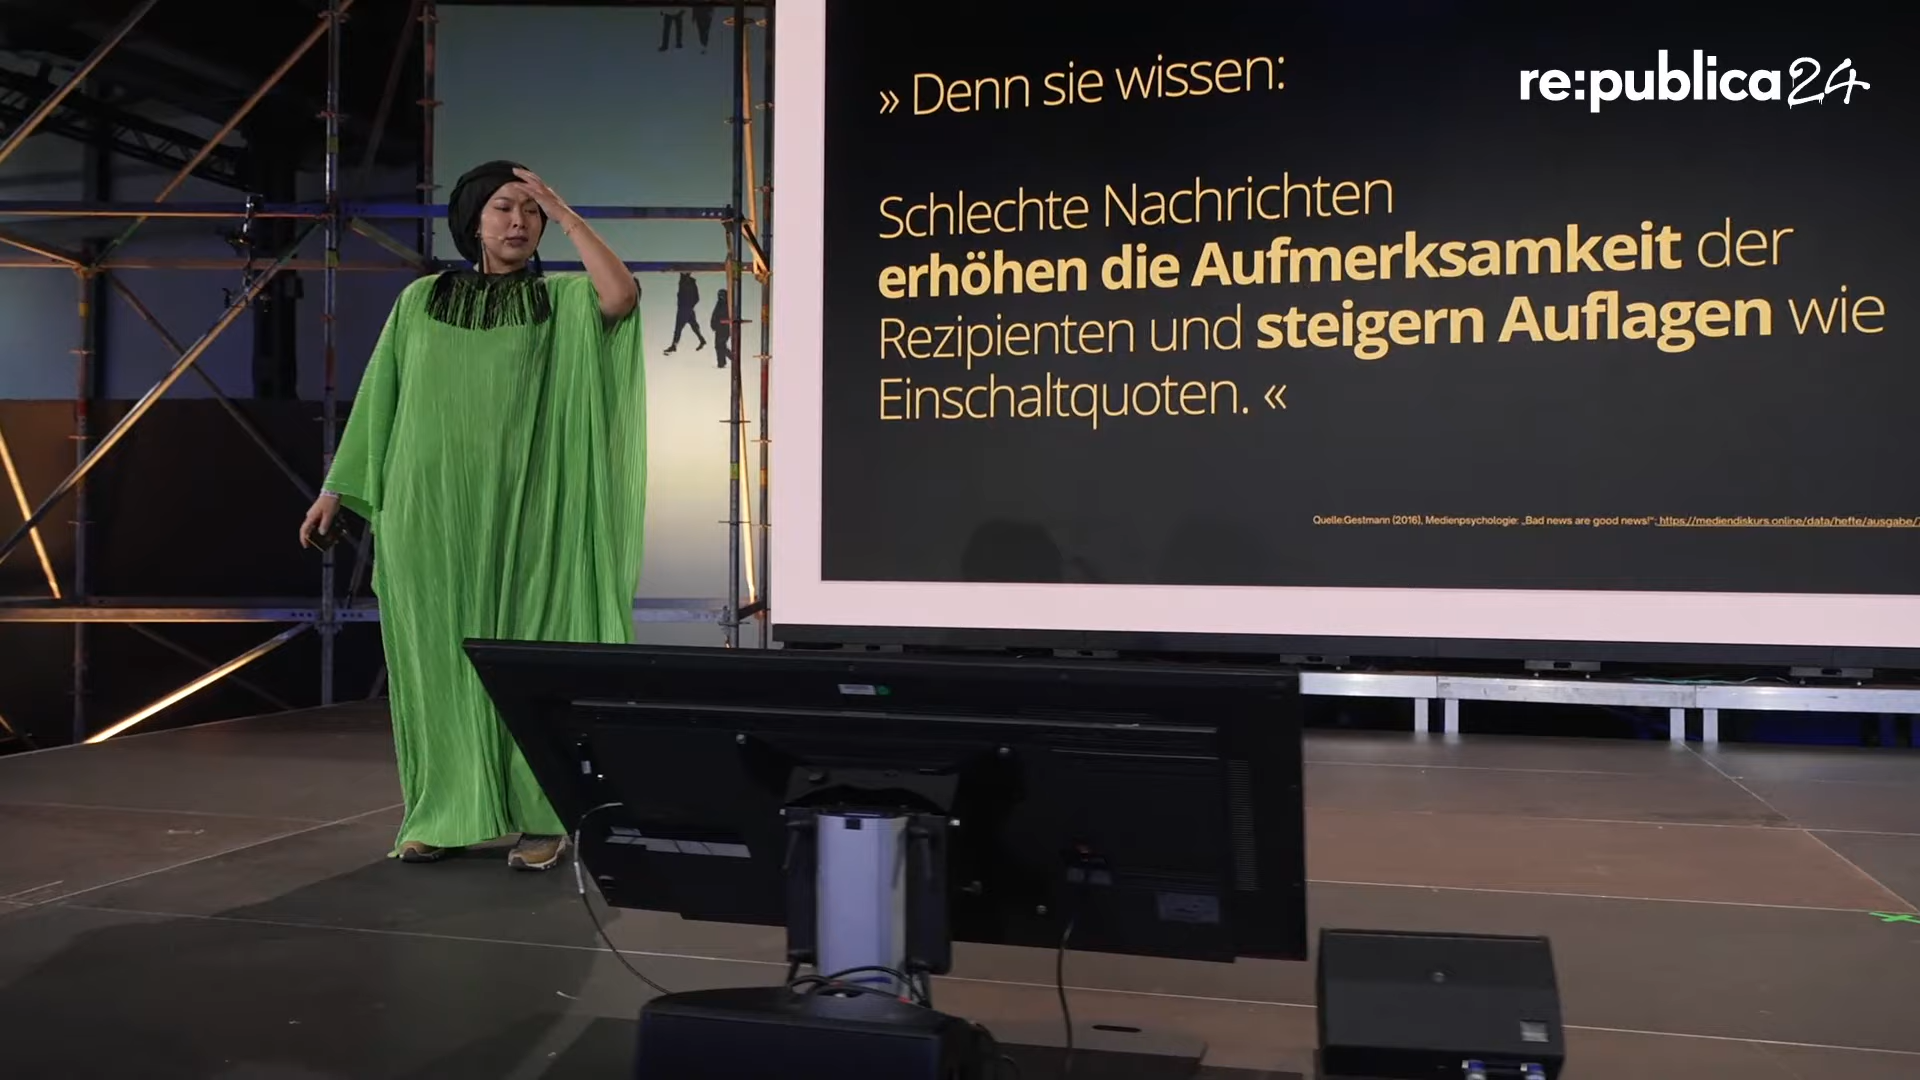 re:publica24
» Denn sie wissen:
Schlechte Nachrichten
erhöhen die Aufmerksamkeit der
Rezipienten und steigern Auflagen wie
Einschaltquoten. «
Quelle:Gestmann (2016), Medienpsychologie: „Bad news are good news!“: https://mediendiskurs.online/data/hefte/ausgabe/